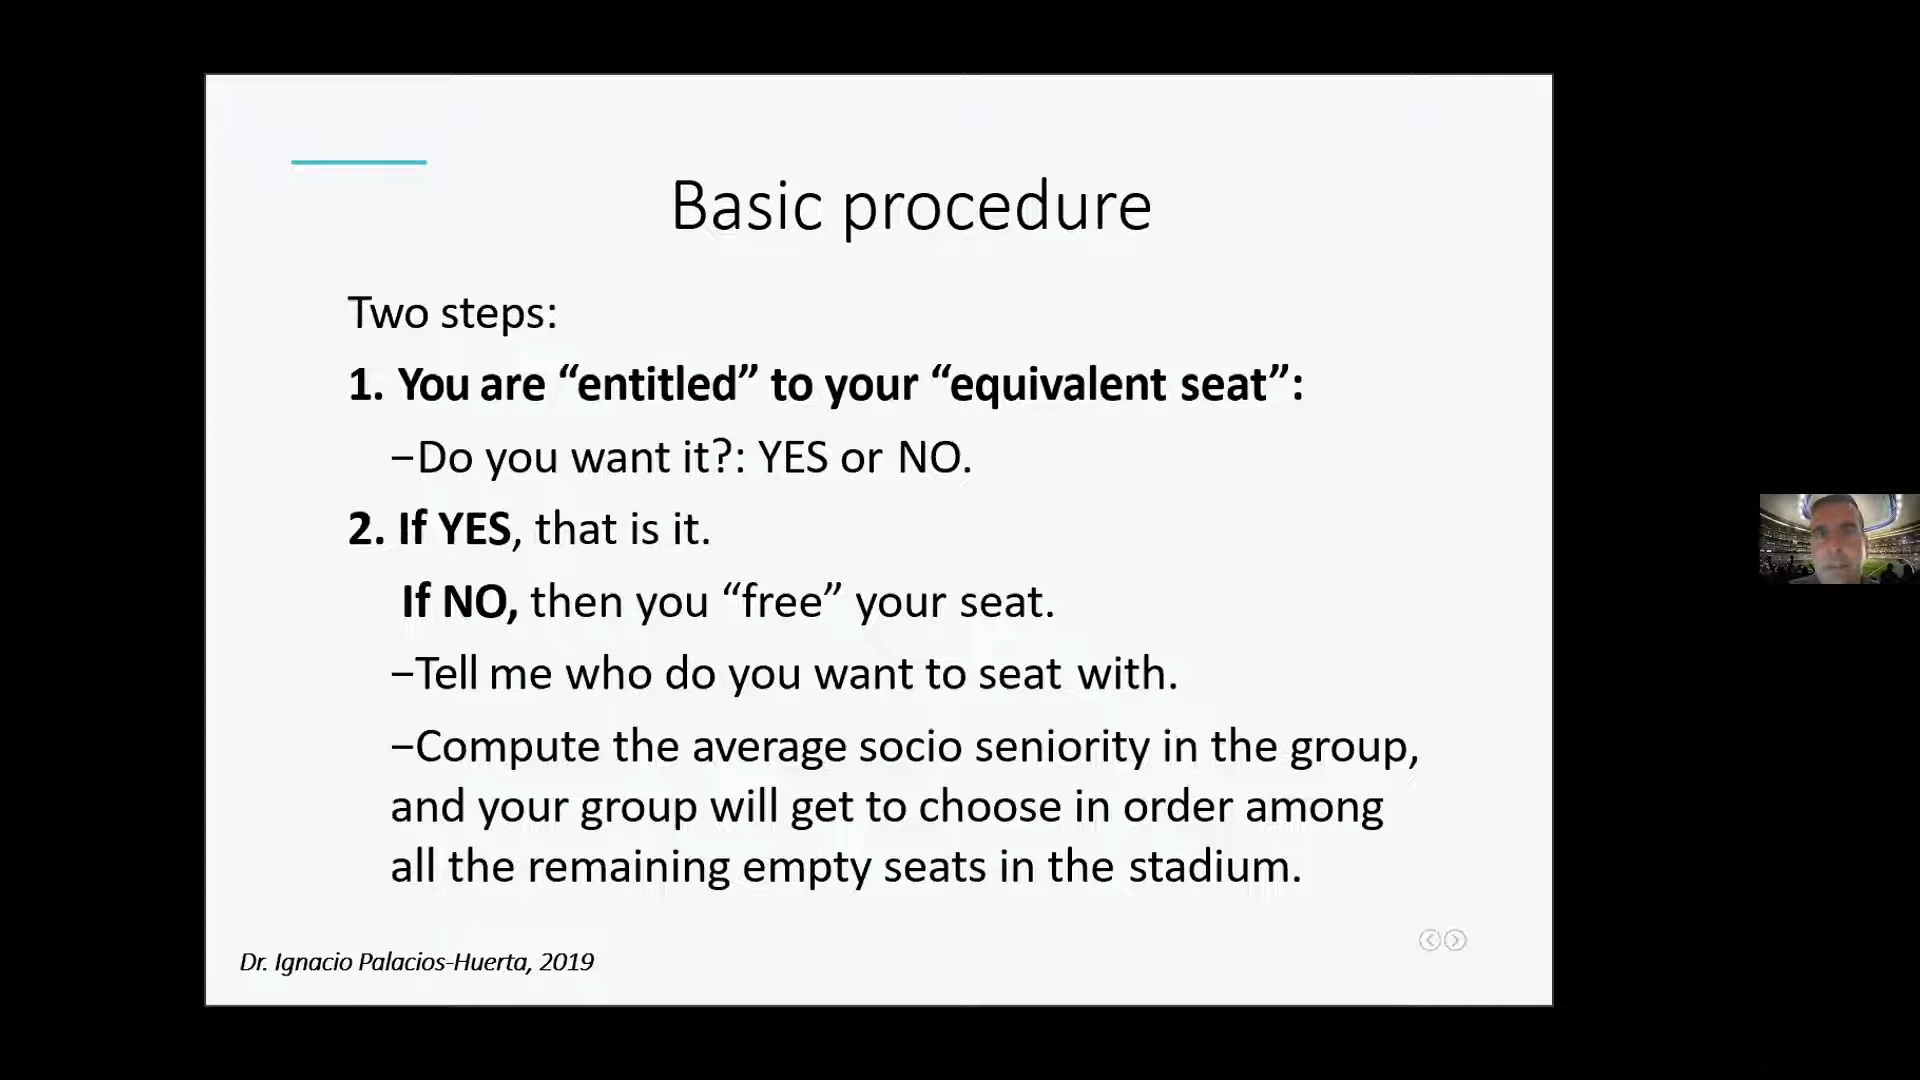 Basic procedure
Two steps:
1. You are “entitled” to your “equivalent seat”:
−Do you want it?: YES or NO.
2. If YES, that is it.
If NO, then you “free” your seat.
−Tell me who do you want to seat with.
−Compute the average socio seniority in the group,
and your group will get to choose in order among
all the remaining empty seats in the stadium.
Dr. Ignacio Palacios-Huerta, 2019